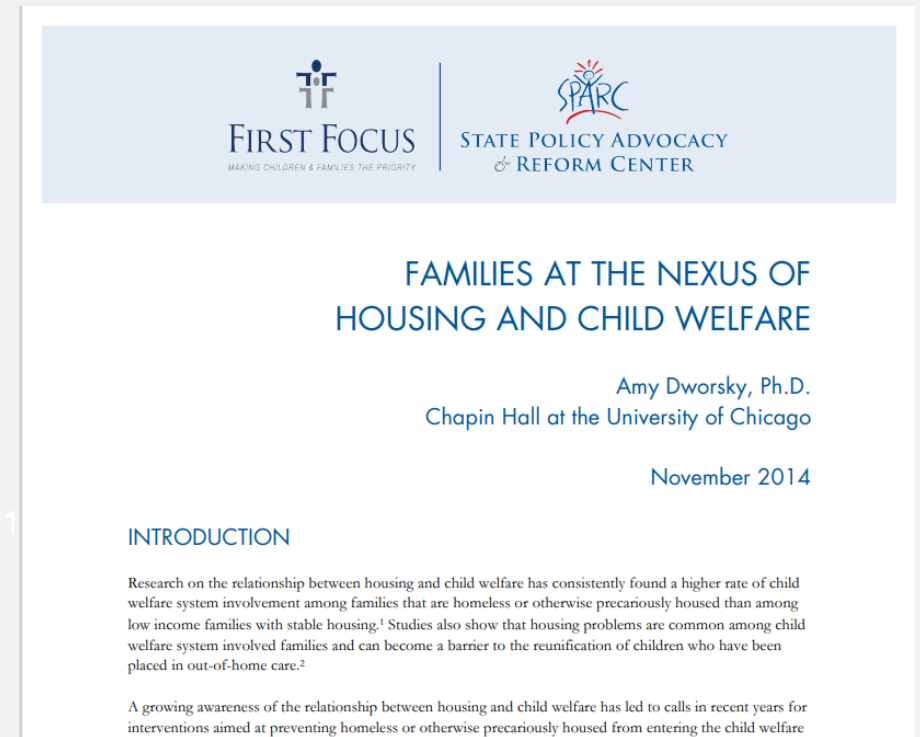 FIRST FOCUS
MAKING CHILDREN & FAMILIES THE PRIORITY
SPARC
STATE POLICY ADVOCACY
& REFORM CENTER
FAMILIES AT THE NEXUS OF
HOUSING AND CHILD WELFARE
Amy Dworsky, Ph.D.
Chapin Hall at the University of Chicago
November 2014
1
INTRODUCTION
Research on the relationship between housing and child welfare has consistently found a higher rate of child
welfare system involvement among families that are homeless or otherwise precariously housed than among
low income families with stable housing.¹ Studies also show that housing problems are common among child
welfare system involved families and can become a barrier to the reunification of children who have been
placed in out-of-home care.²
A growing awareness of the relationship between housing and child welfare has led to calls in recent years for
interventions aimed at preventing homeless or otherwise precariously housed from entering the child welfare